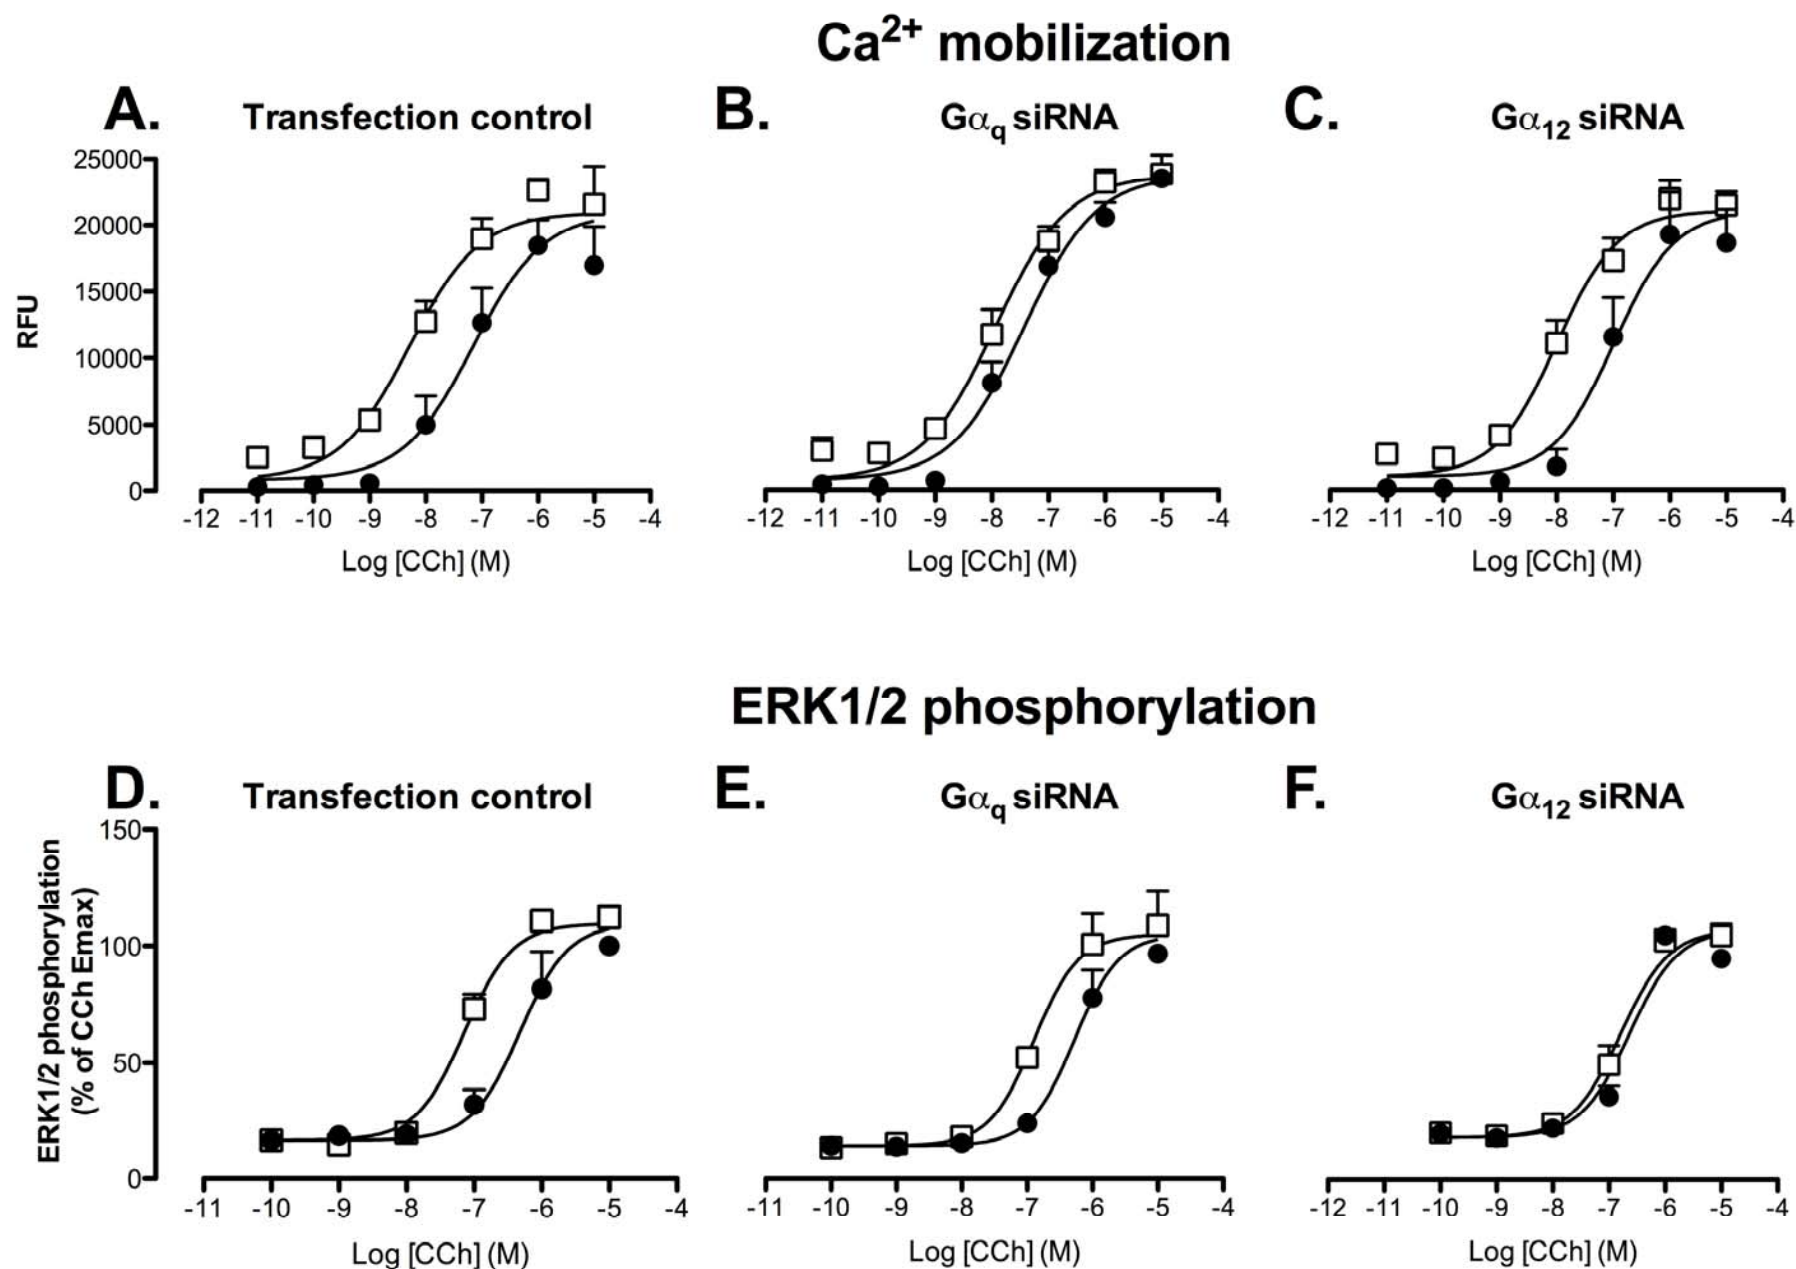 Ca²⁺ mobilization
A. Transfection control
B. Gαq siRNA
C. Gα12 siRNA
25000
20000
15000
10000
5000
0
RFU
-12 -11 -10 -9 -8 -7 -6 -5 -4
-12 -11 -10 -9 -8 -7 -6 -5 -4
-12 -11 -10 -9 -8 -7 -6 -5 -4
Log [CCh] (M)
Log [CCh] (M)
Log [CCh] (M)
ERK1/2 phosphorylation
D. Transfection control
E. Gαq siRNA
F. Gα12 siRNA
150
100
50
0
ERK1/2 phosphorylation
(% of CCh Emax)
-11 -10 -9 -8 -7 -6 -5 -4
-11 -10 -9 -8 -7 -6 -5 -4
-12 -11 -10 -9 -8 -7 -6 -5 -4
Log [CCh] (M)
Log [CCh] (M)
Log [CCh] (M)